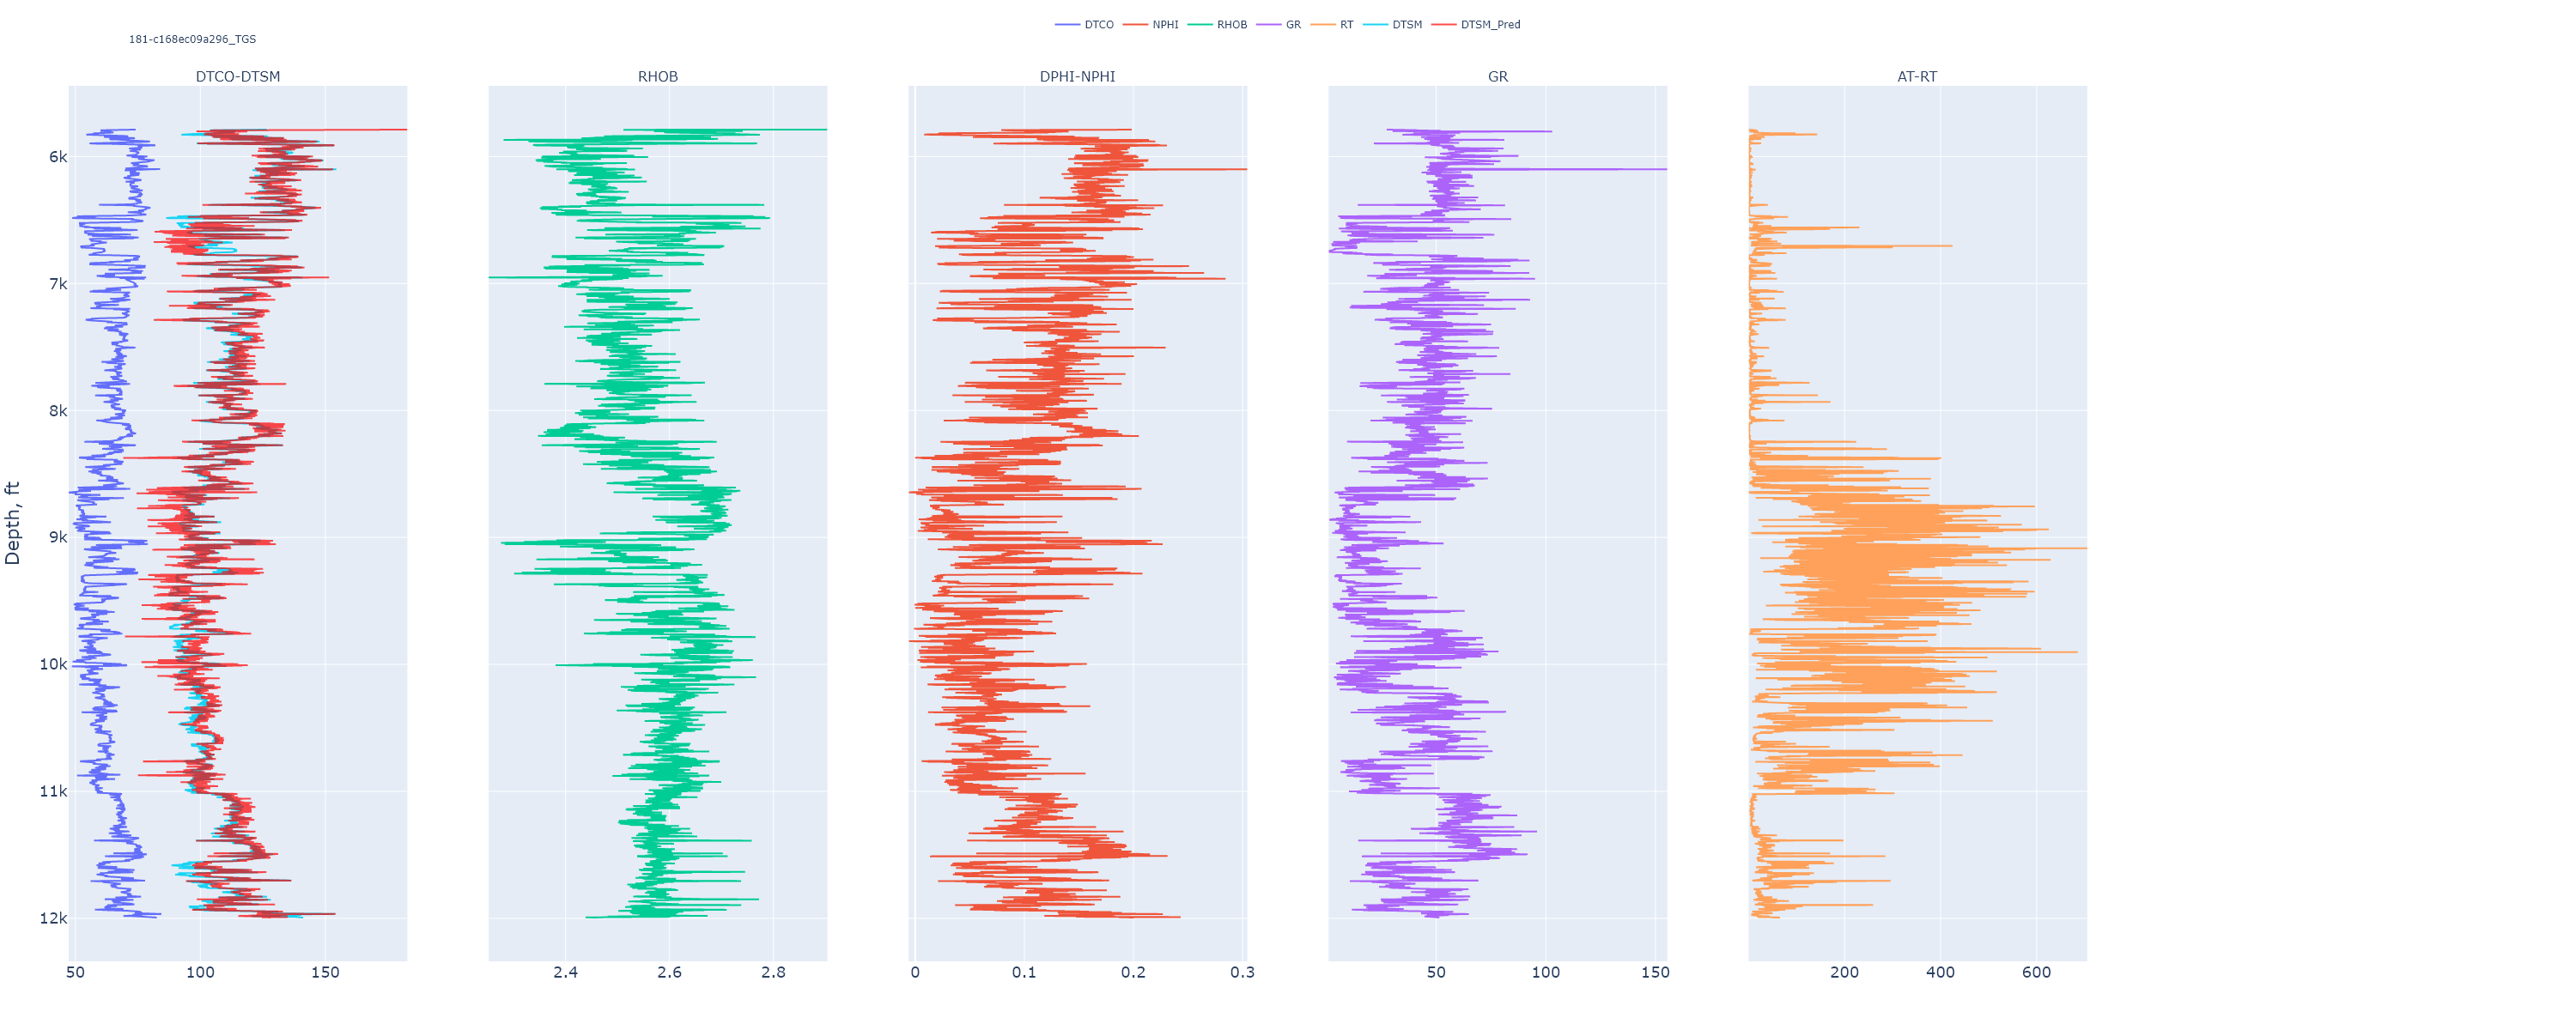 DTCO NPHI RHOB GR RT DTSM DTSM_Pred
181-c168ec09a296_TGS
DTCO-DTSM RHOB DPHI-NPHI GR AT-RT
6k
7k
8k
9k
10k
11k
12k
Depth, ft
50 100 150 2.4 2.6 2.8 0 0.1 0.2 0.3 50 100 150 200 400 600